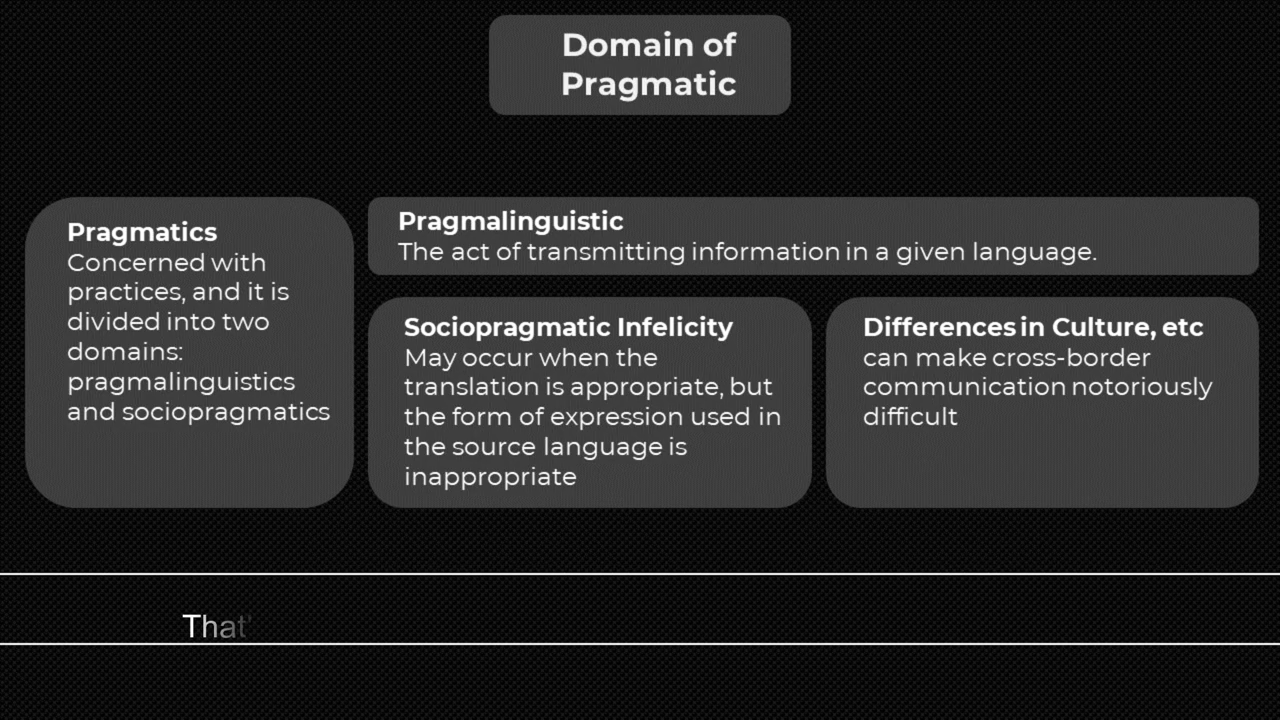 Domain of
Pragmatic
Pragmatics
Concerned with
practices, and it is
divided into two
domains:
pragmalinguistics
and sociopragmatics
Pragmalinguistic
The act of transmitting information in a given language.
Sociopragmatic Infelicity
May occur when the
translation is appropriate, but
the form of expression used in
the source language is
inappropriate
Differences in Culture, etc
can make cross-border
communication notoriously
difficult
That'